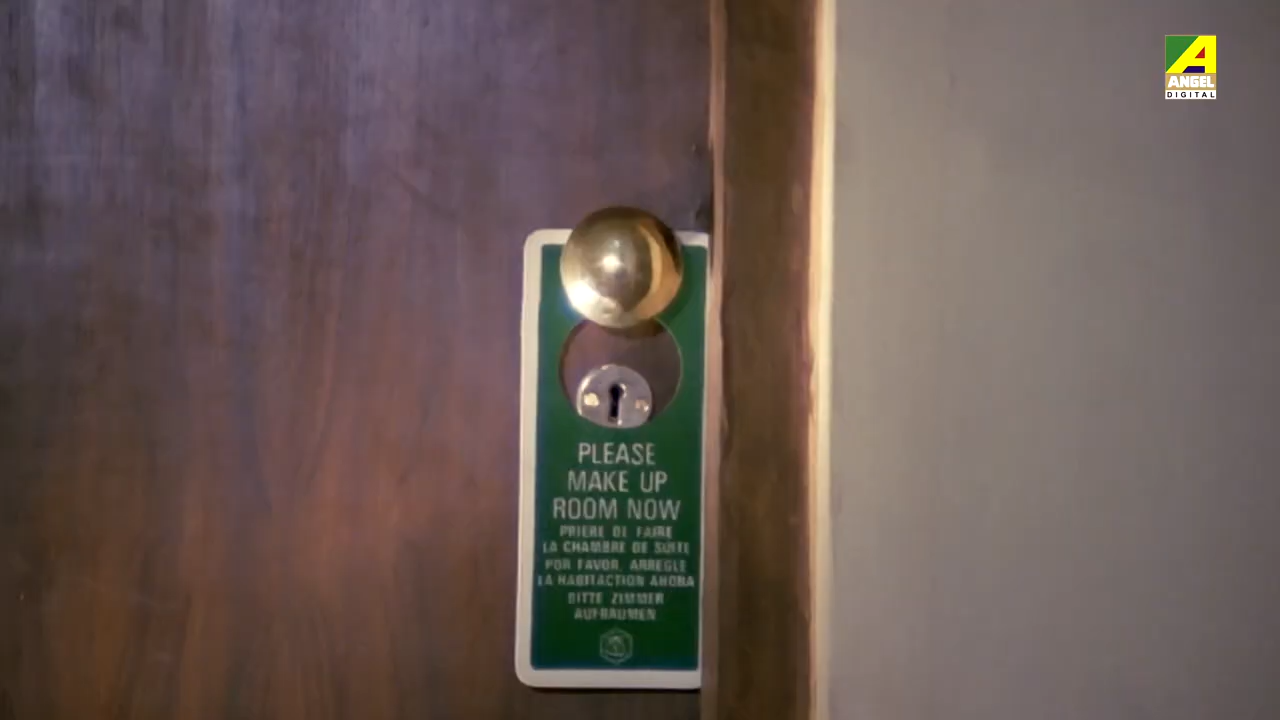 ANGEL
DIGITAL
PLEASE
MAKE UP
ROOM NOW
PRIERE DE FAIRE
LA CHAMBRE DE SUITE
POR FAVOR, ARREGLE
LA HABITACTION AHORA
BITTE ZIMMER
AUFRAUMEN